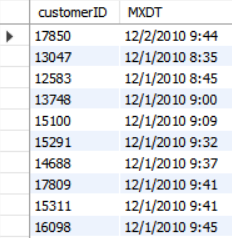 customerID MXDT
17850 12/2/2010 9:44
13047 12/1/2010 8:35
12583 12/1/2010 8:45
13748 12/1/2010 9:00
15100 12/1/2010 9:09
15291 12/1/2010 9:32
14688 12/1/2010 9:37
17809 12/1/2010 9:41
15311 12/1/2010 9:41
16098 12/1/2010 9:45